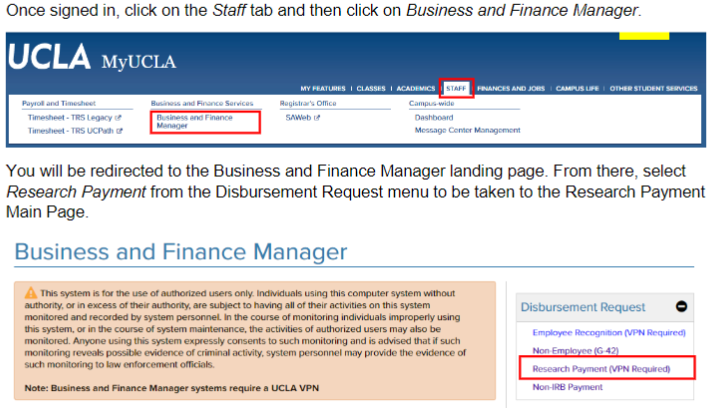 Once signed in, click on the Staff tab and then click on Business and Finance Manager.
UCLA MyUCLA
MY FEATURES | CLASSES | ACADEMICS | STAFF | FINANCES AND JOBS | CAMPUS LIFE | OTHER STUDENT SERVICES
Payroll and Timesheet
Timesheet - TRS Legacy
Timesheet - TRS UCPath
Business and Finance Services
Business and Finance
Manager
Registrar's Office
SAWeb
Campus-wide
Dashboard
Message Center Management
You will be redirected to the Business and Finance Manager landing page. From there, select
Research Payment from the Disbursement Request menu to be taken to the Research Payment
Main Page.
Business and Finance Manager
This system is for the use of authorized users only. Individuals using this computer system without
authority, or in excess of their authority, are subject to having all of their activities on this system
monitored and recorded by system personnel. In the course of monitoring individuals improperly using
this system, or in the course of system maintenance, the activities of authorized users may also be
monitored. Anyone using this system expressly consents to such monitoring and is advised that if such
monitoring reveals possible evidence of criminal activity, system personnel may provide the evidence of
such monitoring to law enforcement officials.
Note: Business and Finance Manager systems require a UCLA VPN
Disbursement Request
Employee Recognition (VPN Required)
Non-Employee (G-42)
Research Payment (VPN Required)
Non-IRB Payment